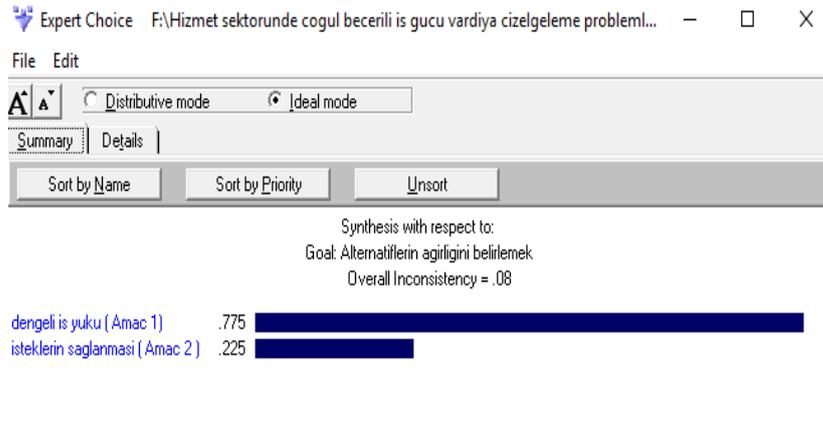 Expert Choice F:\Hizmet sektorunde cogul becerili is gucu vardiya cizelgeleme probleml...
File Edit
A A Distributive mode Ideal mode
Summary Details
Sort by Name Sort by Priority Unsort
Synthesis with respect to:
Goal: Alternatiflerin agirligini belirlemek
Overall Inconsistency = .08
dengeli is yuku ( Amac 1) .775
isteklerin saglanmasi ( Amac 2 ) .225